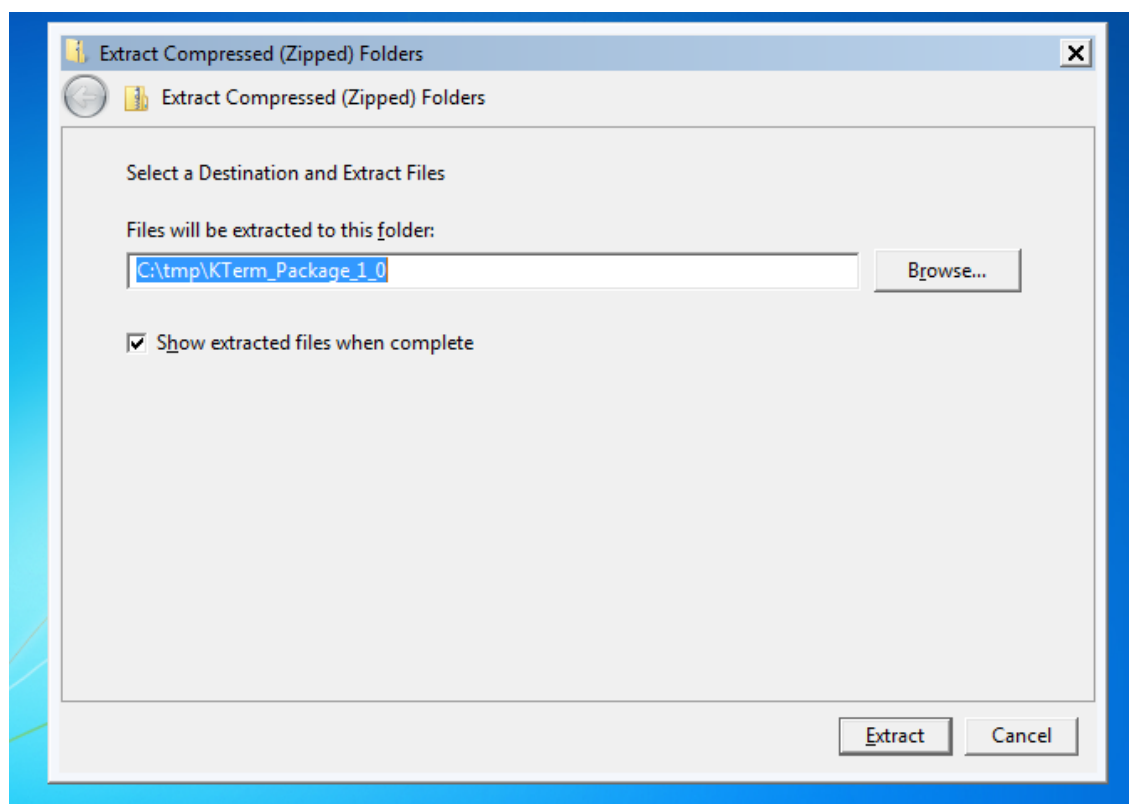 Extract Compressed (Zipped) Folders
Extract Compressed (Zipped) Folders
Select a Destination and Extract Files
Files will be extracted to this folder:
C:\tmp\KTerm_Package_1_0
Browse...
Show extracted files when complete
Extract Cancel